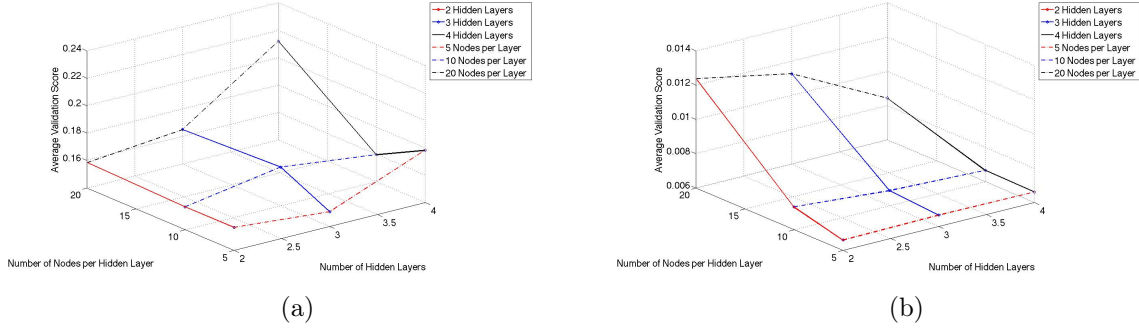 2 Hidden Layers
3 Hidden Layers
4 Hidden Layers
5 Nodes per Layer
10 Nodes per Layer
20 Nodes per Layer
Average Validation Score
0.24
0.22
0.2
0.18
0.16
20
15
10
5
2
2.5
3
3.5
4
Number of Nodes per Hidden Layer
Number of Hidden Layers
(a)
2 Hidden Layers
3 Hidden Layers
4 Hidden Layers
5 Nodes per Layer
10 Nodes per Layer
20 Nodes per Layer
Average Validation Score
0.014
0.012
0.01
0.008
0.006
20
15
10
5
2
2.5
3
3.5
4
Number of Nodes per Hidden Layer
Number of Hidden Layers
(b)